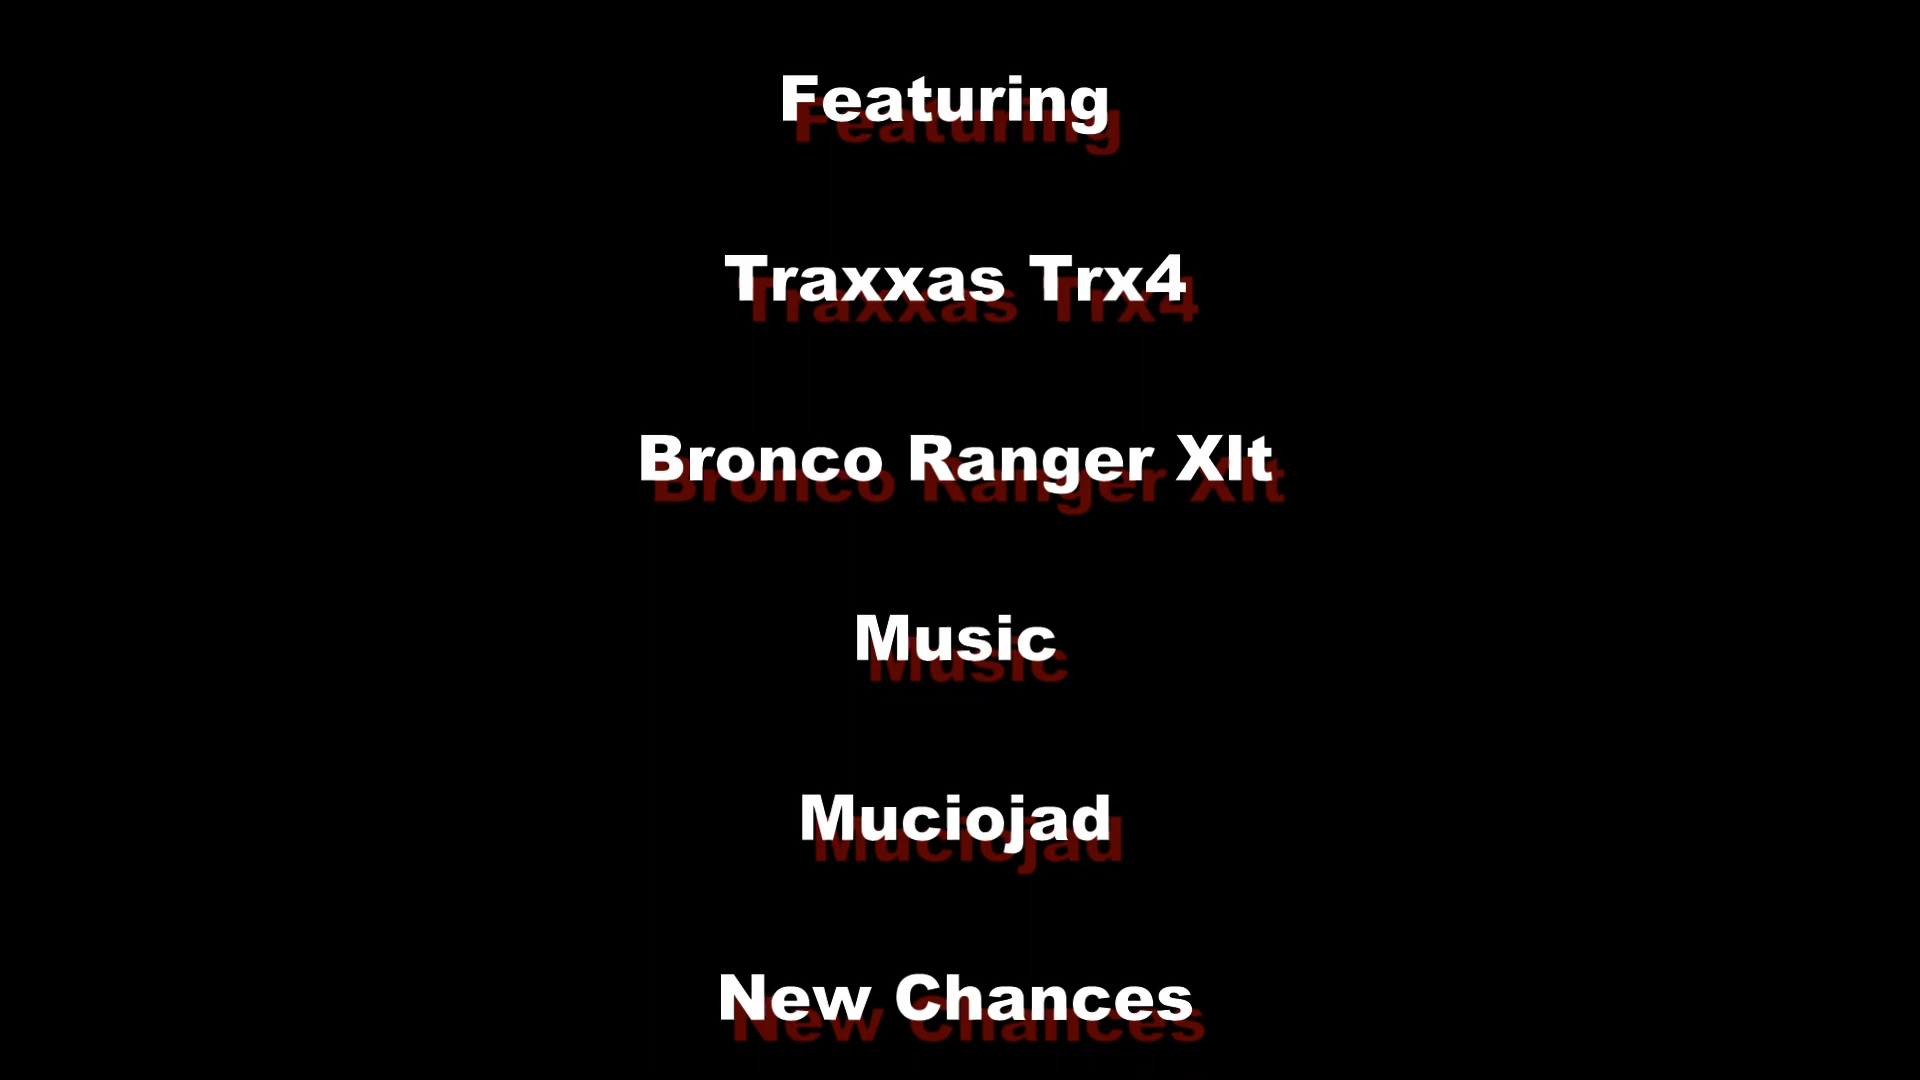 Featuring
Traxxas Trx4
Bronco Ranger Xlt
Music
Muciojad
New Chances